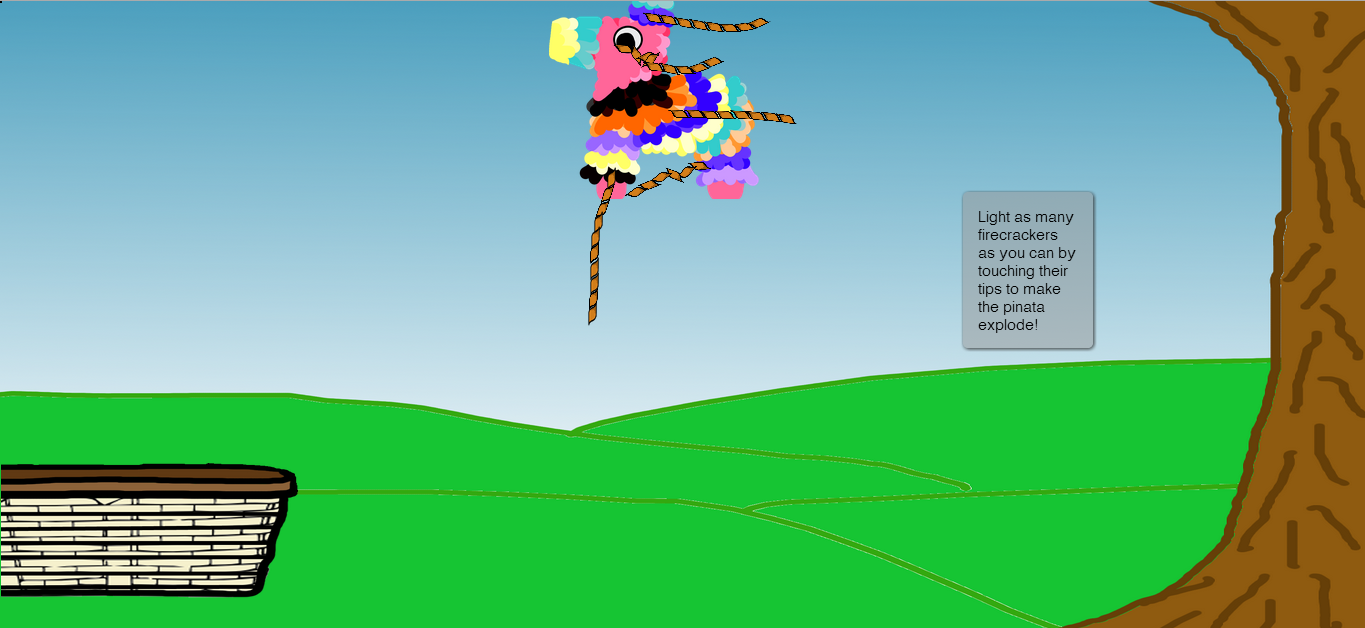 Light as many
firecrackers
as you can by
touching their
tips to make
the pinata
explode!